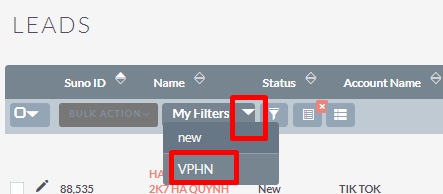 LEADS
Suno ID Name Status Account Name
BULK ACTION My Filters
new
VPHN
HA
88,535 2K7 HA QUYNH New TIK TOK